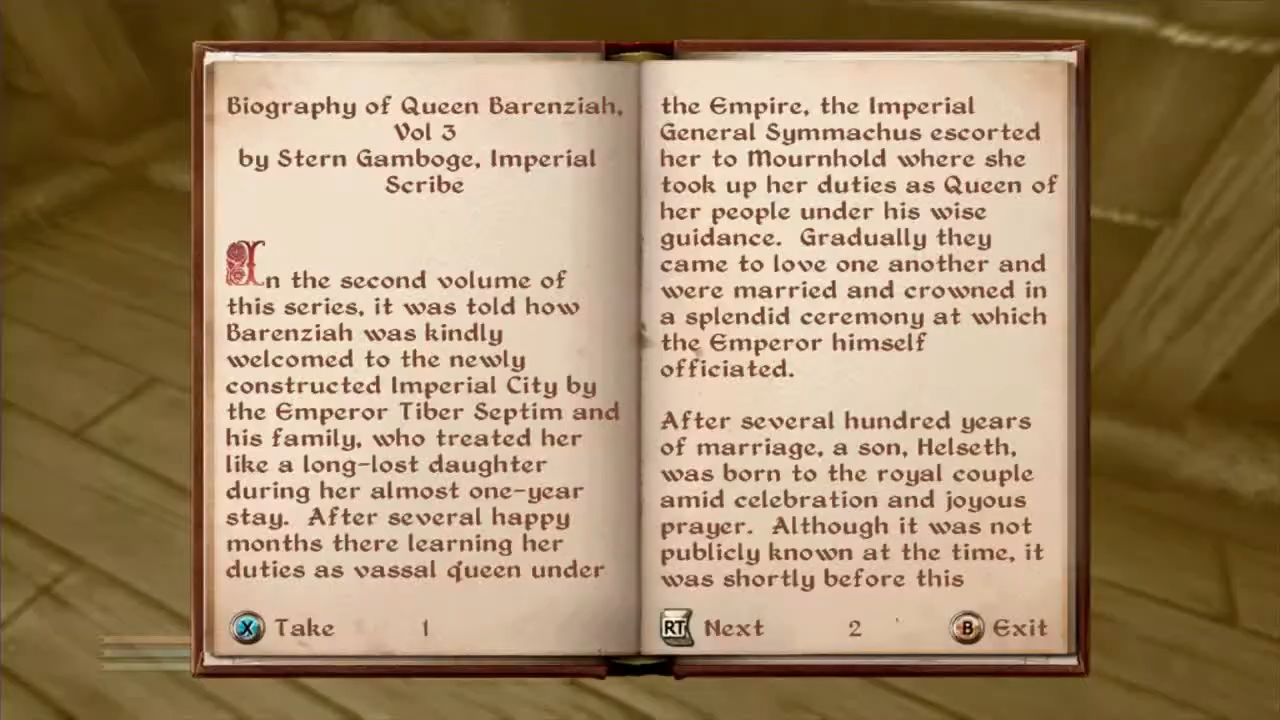 Biography of Queen Barenziah,
Vol 3
by Stern Gamboge, Imperial
Scribe
In the second volume of
this series, it was told how
Barenziah was kindly
welcomed to the newly
constructed Imperial City by
the Emperor Tiber Septim and
his family, who treated her
like a long-lost daughter
during her almost one-year
stay. After several happy
months there learning her
duties as vassal queen under
X Take
1
the Empire, the Imperial
General Symmachus escorted
her to Mournhold where she
took up her duties as Queen of
her people under his wise
guidance. Gradually they
came to love one another and
were married and crowned in
a splendid ceremony at which
the Emperor himself
officiated.
After several hundred years
of marriage, a son, Helseth,
was born to the royal couple
amid celebration and joyous
prayer. Although it was not
publicly known at the time, it
was shortly before this
RT Next
2
B Exit